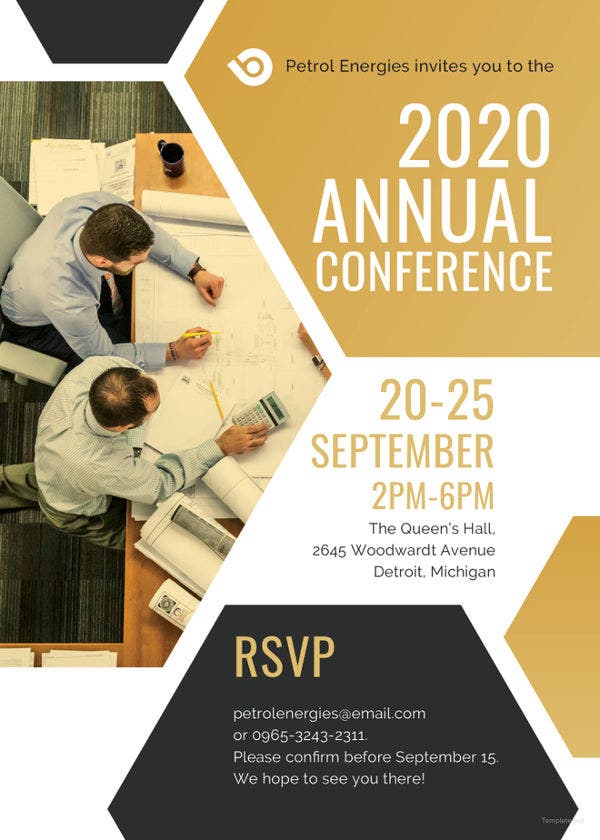 Petrol Energies invites you to the
2020
ANNUAL
CONFERENCE
20-25
SEPTEMBER
2PM-6PM
The Queen's Hall,
2645 Woodwardt Avenue
Detroit, Michigan
RSVP
petrolenergies@email.com
or 0965-3243-2311.
Please confirm before September 15.
We hope to see you there!